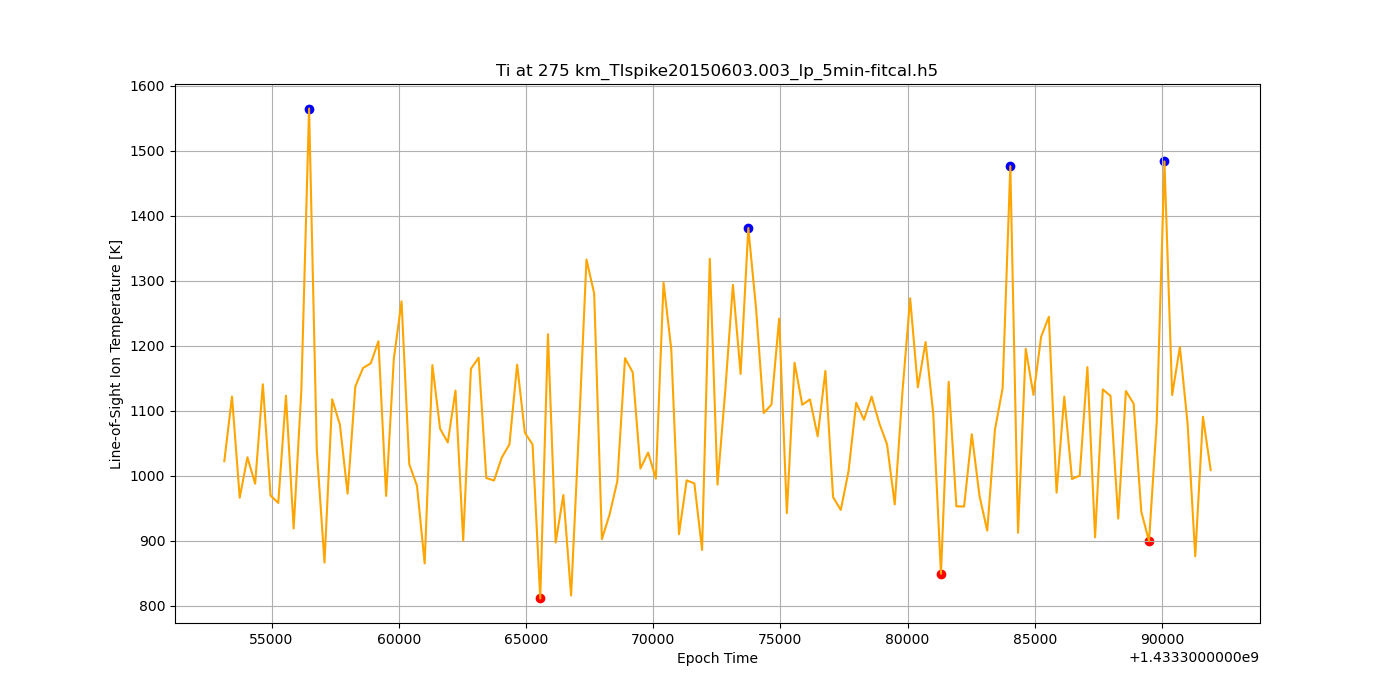 Ti at 275 km_TIspike20150603.003_lp_5min-fitcal.h5
1600
1500
1400
1300
1200
1100
1000
900
800
Line-of-Sight Ion Temperature [K]
55000 60000 65000 70000 75000 80000 85000 90000
Epoch Time
+1.4333000000e9